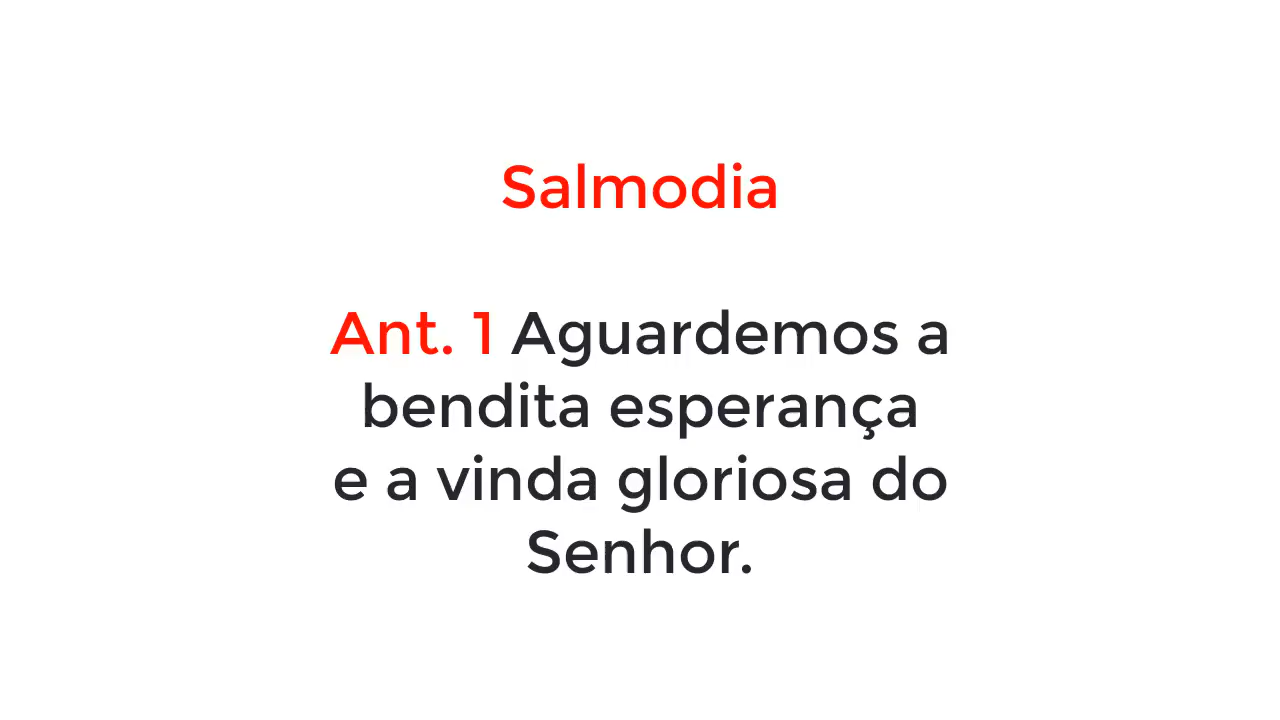 Salmodia
Ant. 1 Aguardemos a
bendita esperança
e a vinda gloriosa do
Senhor.